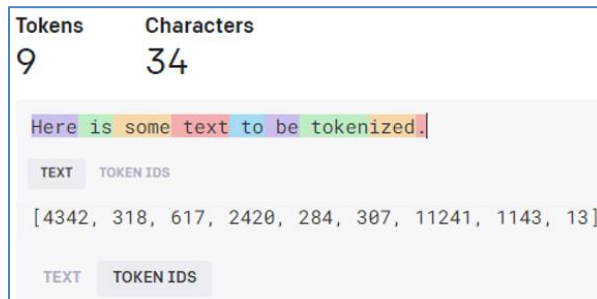 Tokens Characters
9 34
Here is some text to be tokenized.
TEXT TOKEN IDS
[4342, 318, 617, 2420, 284, 307, 11241, 1143, 13]
TEXT TOKEN IDS